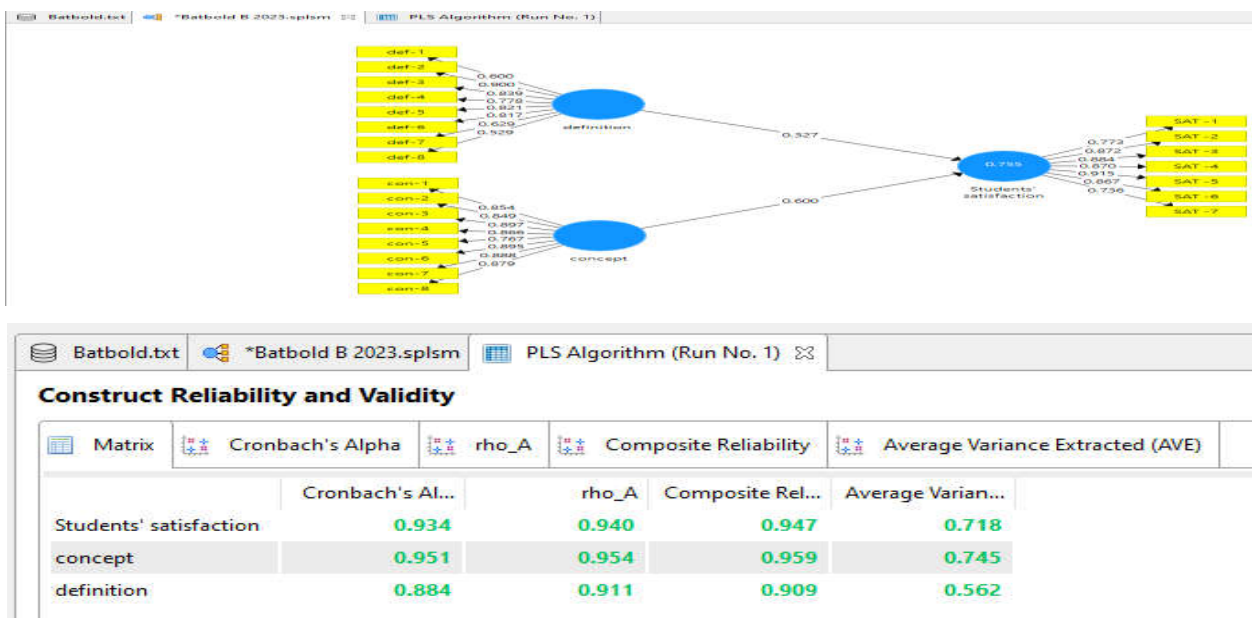 Batbold.txt *Batbold B 2023.splsm PLS Algorithm (Run No. 1)
def-1
def-2
def-3
def-4
def-5
def-6
def-7
def-8
0.600
0.900
0.839
0.778
0.821
0.817
0.629
0.529
definition
0.327
con-1
con-2
con-3
con-4
con-5
con-6
con-7
con-8
0.854
0.849
0.897
0.886
0.767
0.895
0.888
0.879
concept
0.600
0.755
Students'
satisfaction
0.773
0.872
0.884
0.870
0.915
0.867
0.736
SAT -1
SAT -2
SAT -3
SAT -4
SAT -5
SAT -6
SAT -7
Batbold.txt *Batbold B 2023.splsm PLS Algorithm (Run No. 1)
Construct Reliability and Validity
Matrix Cronbach's Alpha rho_A Composite Reliability Average Variance Extracted (AVE)
Cronbach's Al... rho_A Composite Rel... Average Varian...
Students' satisfaction 0.934 0.940 0.947 0.718
concept 0.951 0.954 0.959 0.745
definition 0.884 0.911 0.909 0.562